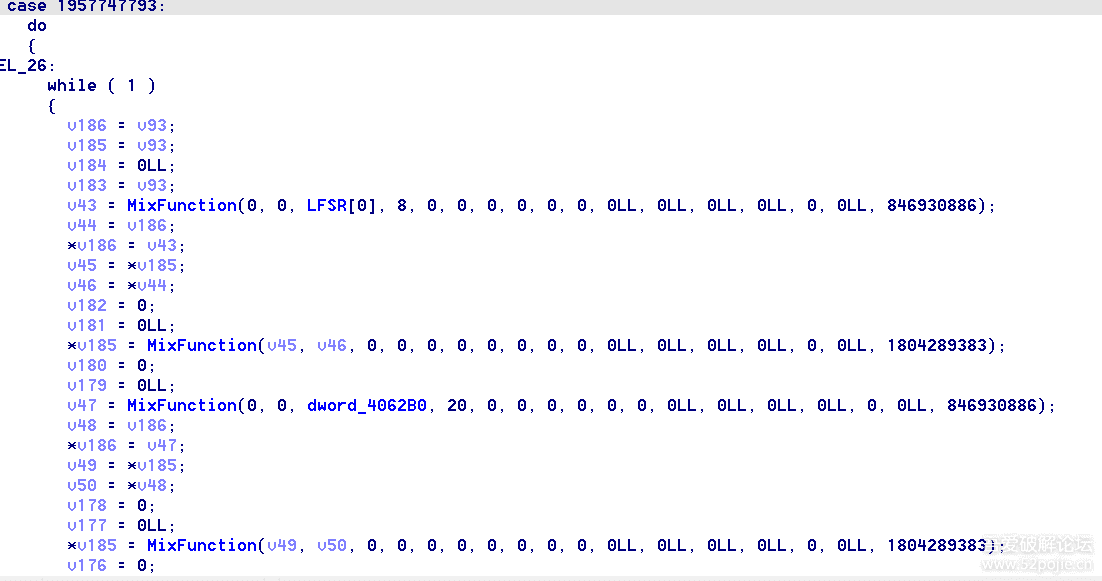 case 1957747793:
do
{
EL_26:
while ( 1 )
{
v186 = v93;
v185 = v93;
v184 = 0LL;
v183 = v93;
v43 = MixFunction(0, 0, LFSR[0], 8, 0, 0, 0, 0, 0, 0, 0LL, 0LL, 0LL, 0LL, 0, 0LL, 846930886);
v44 = v186;
*v186 = v43;
v45 = *v185;
v46 = *v44;
v182 = 0;
v181 = 0LL;
*v185 = MixFunction(v45, v46, 0, 0, 0, 0, 0, 0, 0, 0, 0LL, 0LL, 0LL, 0LL, 0, 0LL, 1804289383);
v180 = 0;
v179 = 0LL;
v47 = MixFunction(0, 0, dword_4062B0, 20, 0, 0, 0, 0, 0, 0, 0LL, 0LL, 0LL, 0LL, 0, 0LL, 846930886);
v48 = v186;
*v186 = v47;
v49 = *v185;
v50 = *v48;
v178 = 0;
v177 = 0LL;
*v185 = MixFunction(v49, v50, 0, 0, 0, 0, 0, 0, 0, 0, 0LL, 0LL, 0LL, 0LL, 0, 0LL, 1804289383);
吾爱破解论坛
v176 = 0;
www.52pojie.cn